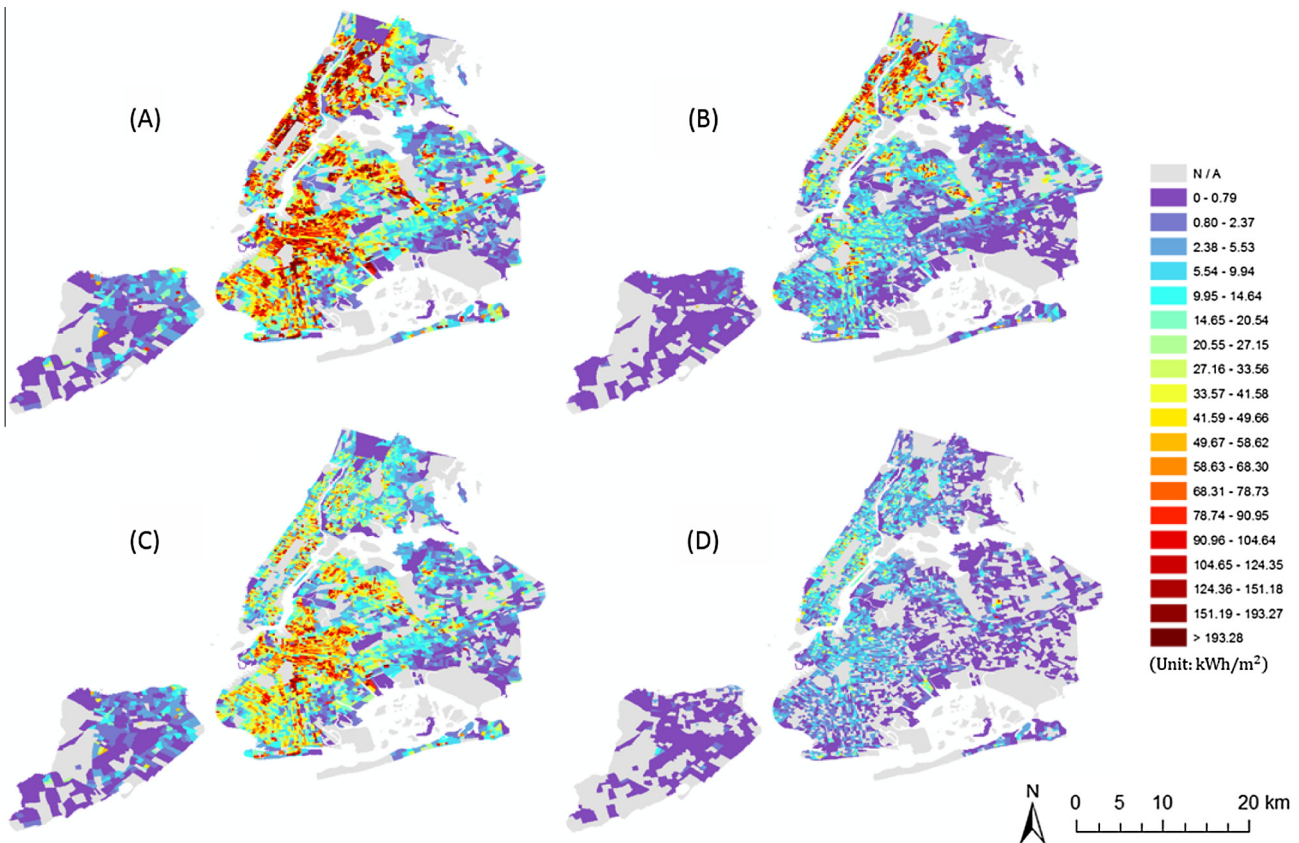 (A)
(B)
(C)
(D)
N / A
0 - 0.79
0.80 - 2.37
2.38 - 5.53
5.54 - 9.94
9.95 - 14.64
14.65 - 20.54
20.55 - 27.15
27.16 - 33.56
33.57 - 41.58
41.59 - 49.66
49.67 - 58.62
58.63 - 68.30
68.31 - 78.73
78.74 - 90.95
90.96 - 104.64
104.65 - 124.35
124.36 - 151.18
151.19 - 193.27
> 193.28
(Unit: kWh/m²)
N
0 5 10 20 km